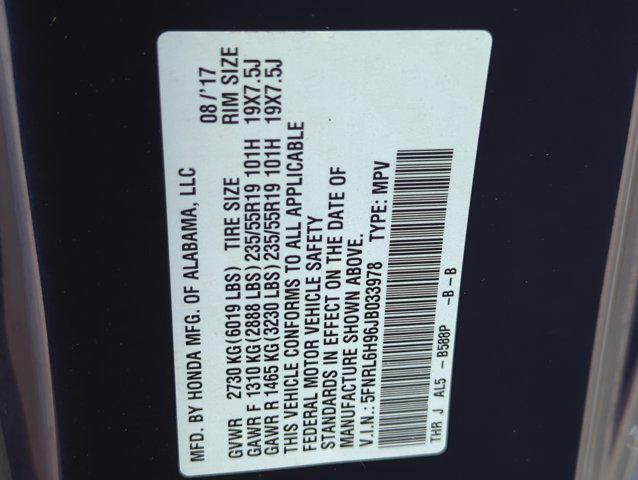 MFD. BY HONDA MFG. OF ALABAMA, LLC 08/'17
GVWR 2730 KG(6019 LBS) TIRE SIZE RIM SIZE
GAWR F 1310 KG(2888 LBS)235/55R19 101H 19X7.5J
GAWR R 1465 KG(3230 LBS)235/55R19 101H 19X7.5J
THIS VEHICLE CONFORMS TO ALL APPLICABLE
FEDERAL MOTOR VEHICLE SAFETY
STANDARDS IN EFFECT ON THE DATE OF
MANUFACTURE SHOWN ABOVE.
V.I.N.: 5FNRL6H96JB033978 TYPE: MPV
THR J AL5 - B588P -B-B